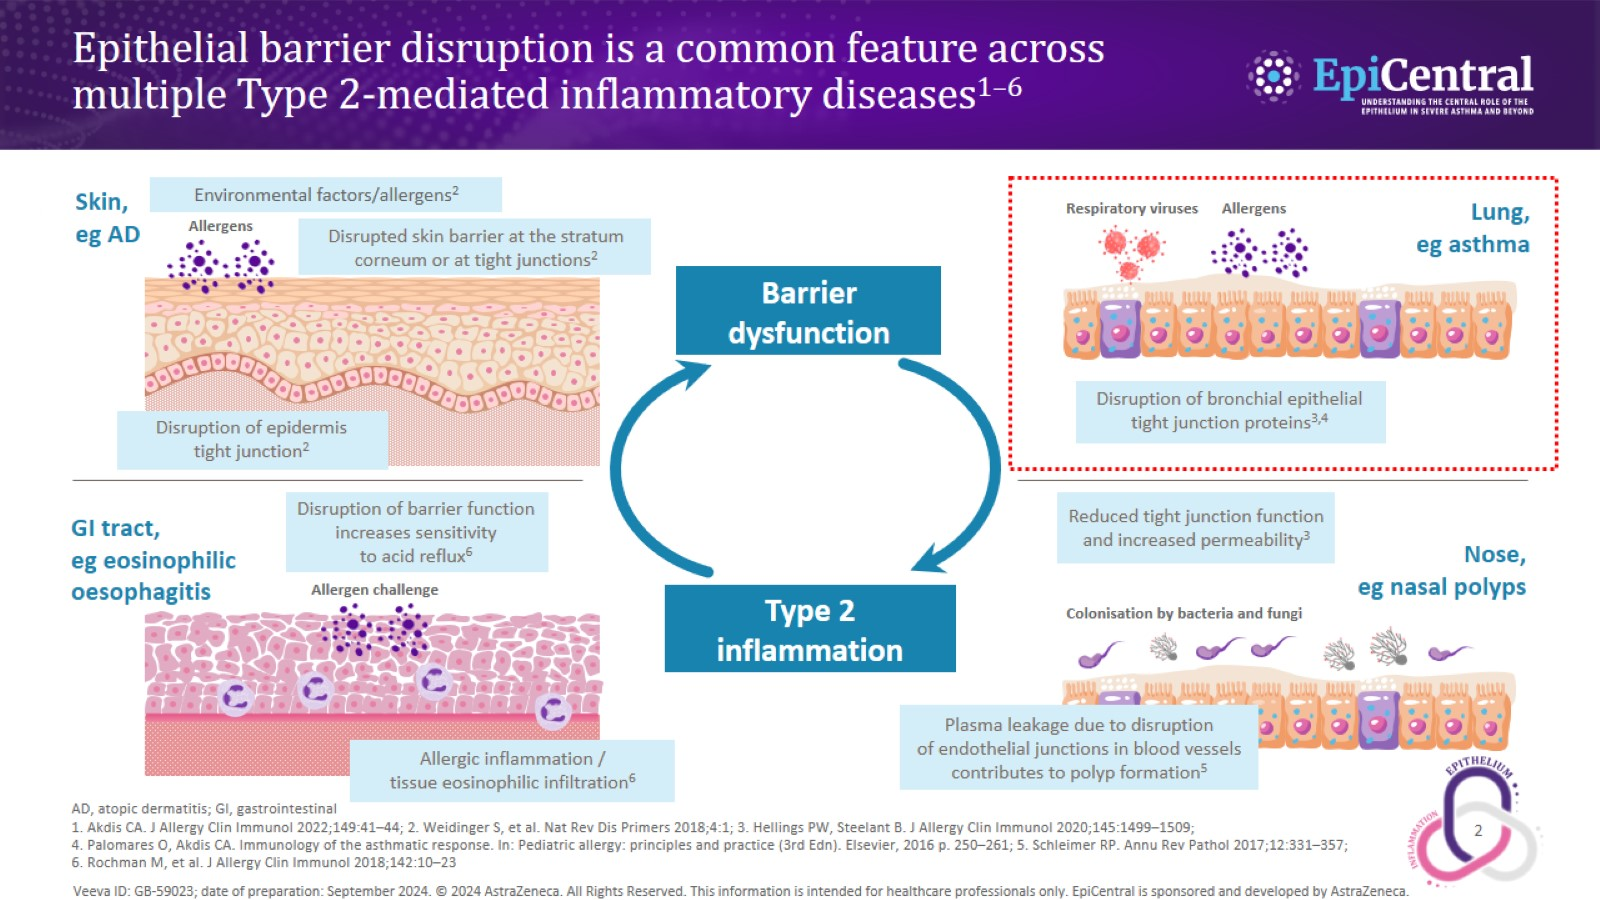 Epithelial barrier disruption is a common feature across
multiple Type 2-mediated inflammatory diseases1–6
EpiCentral
UNDERSTANDING THE CENTRAL ROLE OF THE
EPITHELIUM IN SEVERE ASTHMA AND BEYOND
Skin,
eg AD
Environmental factors/allergens2
Allergens
Disrupted skin barrier at the stratum
corneum or at tight junctions2
Disruption of epidermis
tight junction2
Barrier
dysfunction
Type 2
inflammation
Respiratory viruses
Allergens
Lung,
eg asthma
Disruption of bronchial epithelial
tight junction proteins3,4
GI tract,
eg eosinophilic
oesophagitis
Disruption of barrier function
increases sensitivity
to acid reflux6
Allergen challenge
Allergic inflammation /
tissue eosinophilic infiltration6
Reduced tight junction function
and increased permeability3
Nose,
eg nasal polyps
Colonisation by bacteria and fungi
Plasma leakage due to disruption
of endothelial junctions in blood vessels
contributes to polyp formation5
EPITHELIUM
INFLAMMATION
2
AD, atopic dermatitis; GI, gastrointestinal
1. Akdis CA. J Allergy Clin Immunol 2022;149:41–44; 2. Weidinger S, et al. Nat Rev Dis Primers 2018;4:1; 3. Hellings PW, Steelant B. J Allergy Clin Immunol 2020;145:1499–1509;
4. Palomares O, Akdis CA. Immunology of the asthmatic response. In: Pediatric allergy: principles and practice (3rd Edn). Elsevier, 2016 p. 250–261; 5. Schleimer RP. Annu Rev Pathol 2017;12:331–357;
6. Rochman M, et al. J Allergy Clin Immunol 2018;142:10–23
Veeva ID: GB-59023; date of preparation: September 2024. © 2024 AstraZeneca. All Rights Reserved. This information is intended for healthcare professionals only. EpiCentral is sponsored and developed by AstraZeneca.